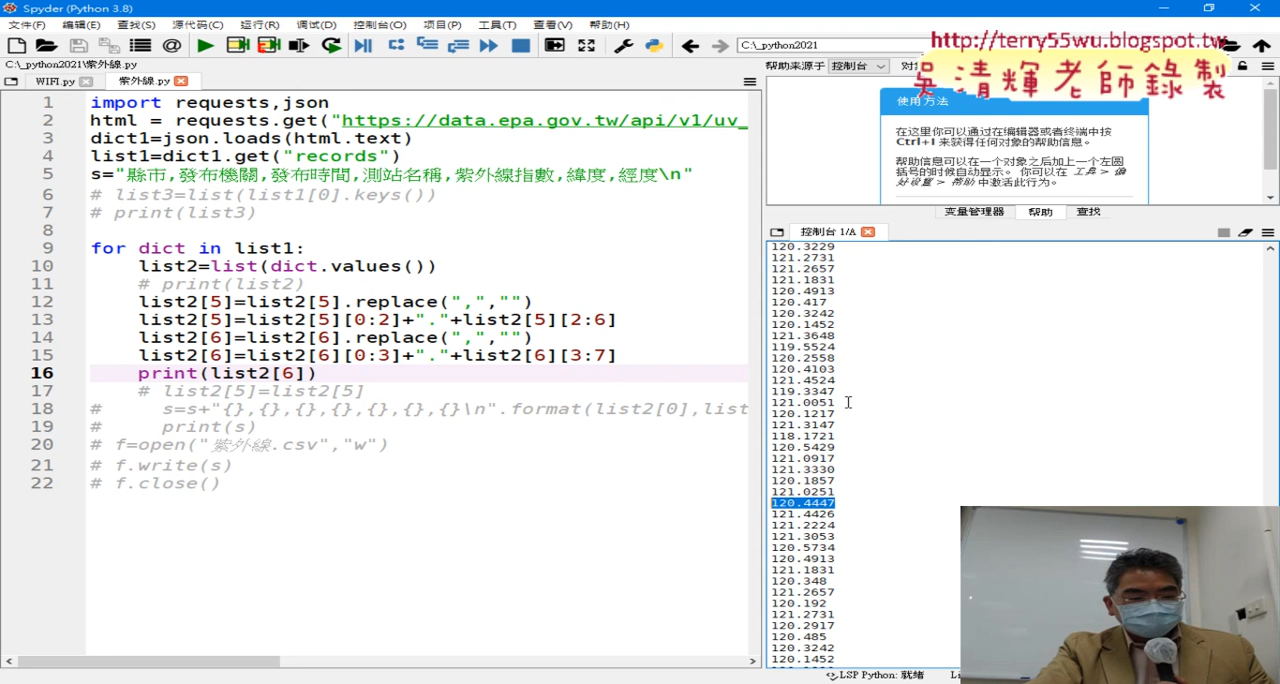 Spyder (Python 3.8)
文件(F) 编辑(E) 查找(S) 源代码(C) 运行(R) 调试(D) 控制台(O) 项目(P) 工具(T) 查看(V) 帮助(H)
C:\_python2021
http://terry55wu.blogspot.tw
吳清輝老師錄製
C:\_python2021\紫外線.py
帮助来源于 控制台 对
WIFI.py 紫外線.py
1 import requests,json
2 html = requests.get("https://data.epa.gov.tw/api/v1/uv_
3 dict1=json.loads(html.text)
4 list1=dict1.get("records")
5 s="縣市,發布機關,發布時間,測站名稱,紫外線指數,緯度,經度\n"
6 # list3=list(list1[0].keys())
7 # print(list3)
8
9 for dict in list1:
10 list2=list(dict.values())
11 # print(list2)
12 list2[5]=list2[5].replace(",","")
13 list2[5]=list2[5][0:2]+"."+list2[5][2:6]
14 list2[6]=list2[6].replace(",","")
15 list2[6]=list2[6][0:3]+"."+list2[6][3:7]
16 print(list2[6])
17 # list2[5]=list2[5]
18 # s=s+"{},{},{},{},{},{},{}\n".format(list2[0],list
19 # print(s)
20 # f=open("紫外線.csv","w")
21 # f.write(s)
22 # f.close()
使用方法
在这里你可以通过在编辑器或者终端中按
Ctrl+I 来获得任何对象的帮助信息。
帮助信息可以在一个对象之后加上一个左圆
括号的时候自动显示。 你可以在 工具 > 偏
好设置 > 帮助 中激活此行为。
变量管理器 帮助 查找
控制台 1/A
120.3229
121.2731
121.2657
121.1831
120.4913
120.417
120.3242
120.1452
121.3648
119.5524
120.2558
120.4103
121.4524
119.3347
121.0051
120.1217
121.3147
118.1721
120.5429
121.0917
121.3330
120.1857
121.0251
120.4447
121.4426
121.2224
121.3053
120.5734
120.4913
121.1831
120.348
121.2657
120.192
121.2731
120.2917
120.485
120.3242
120.1452
LSP Python: 就绪